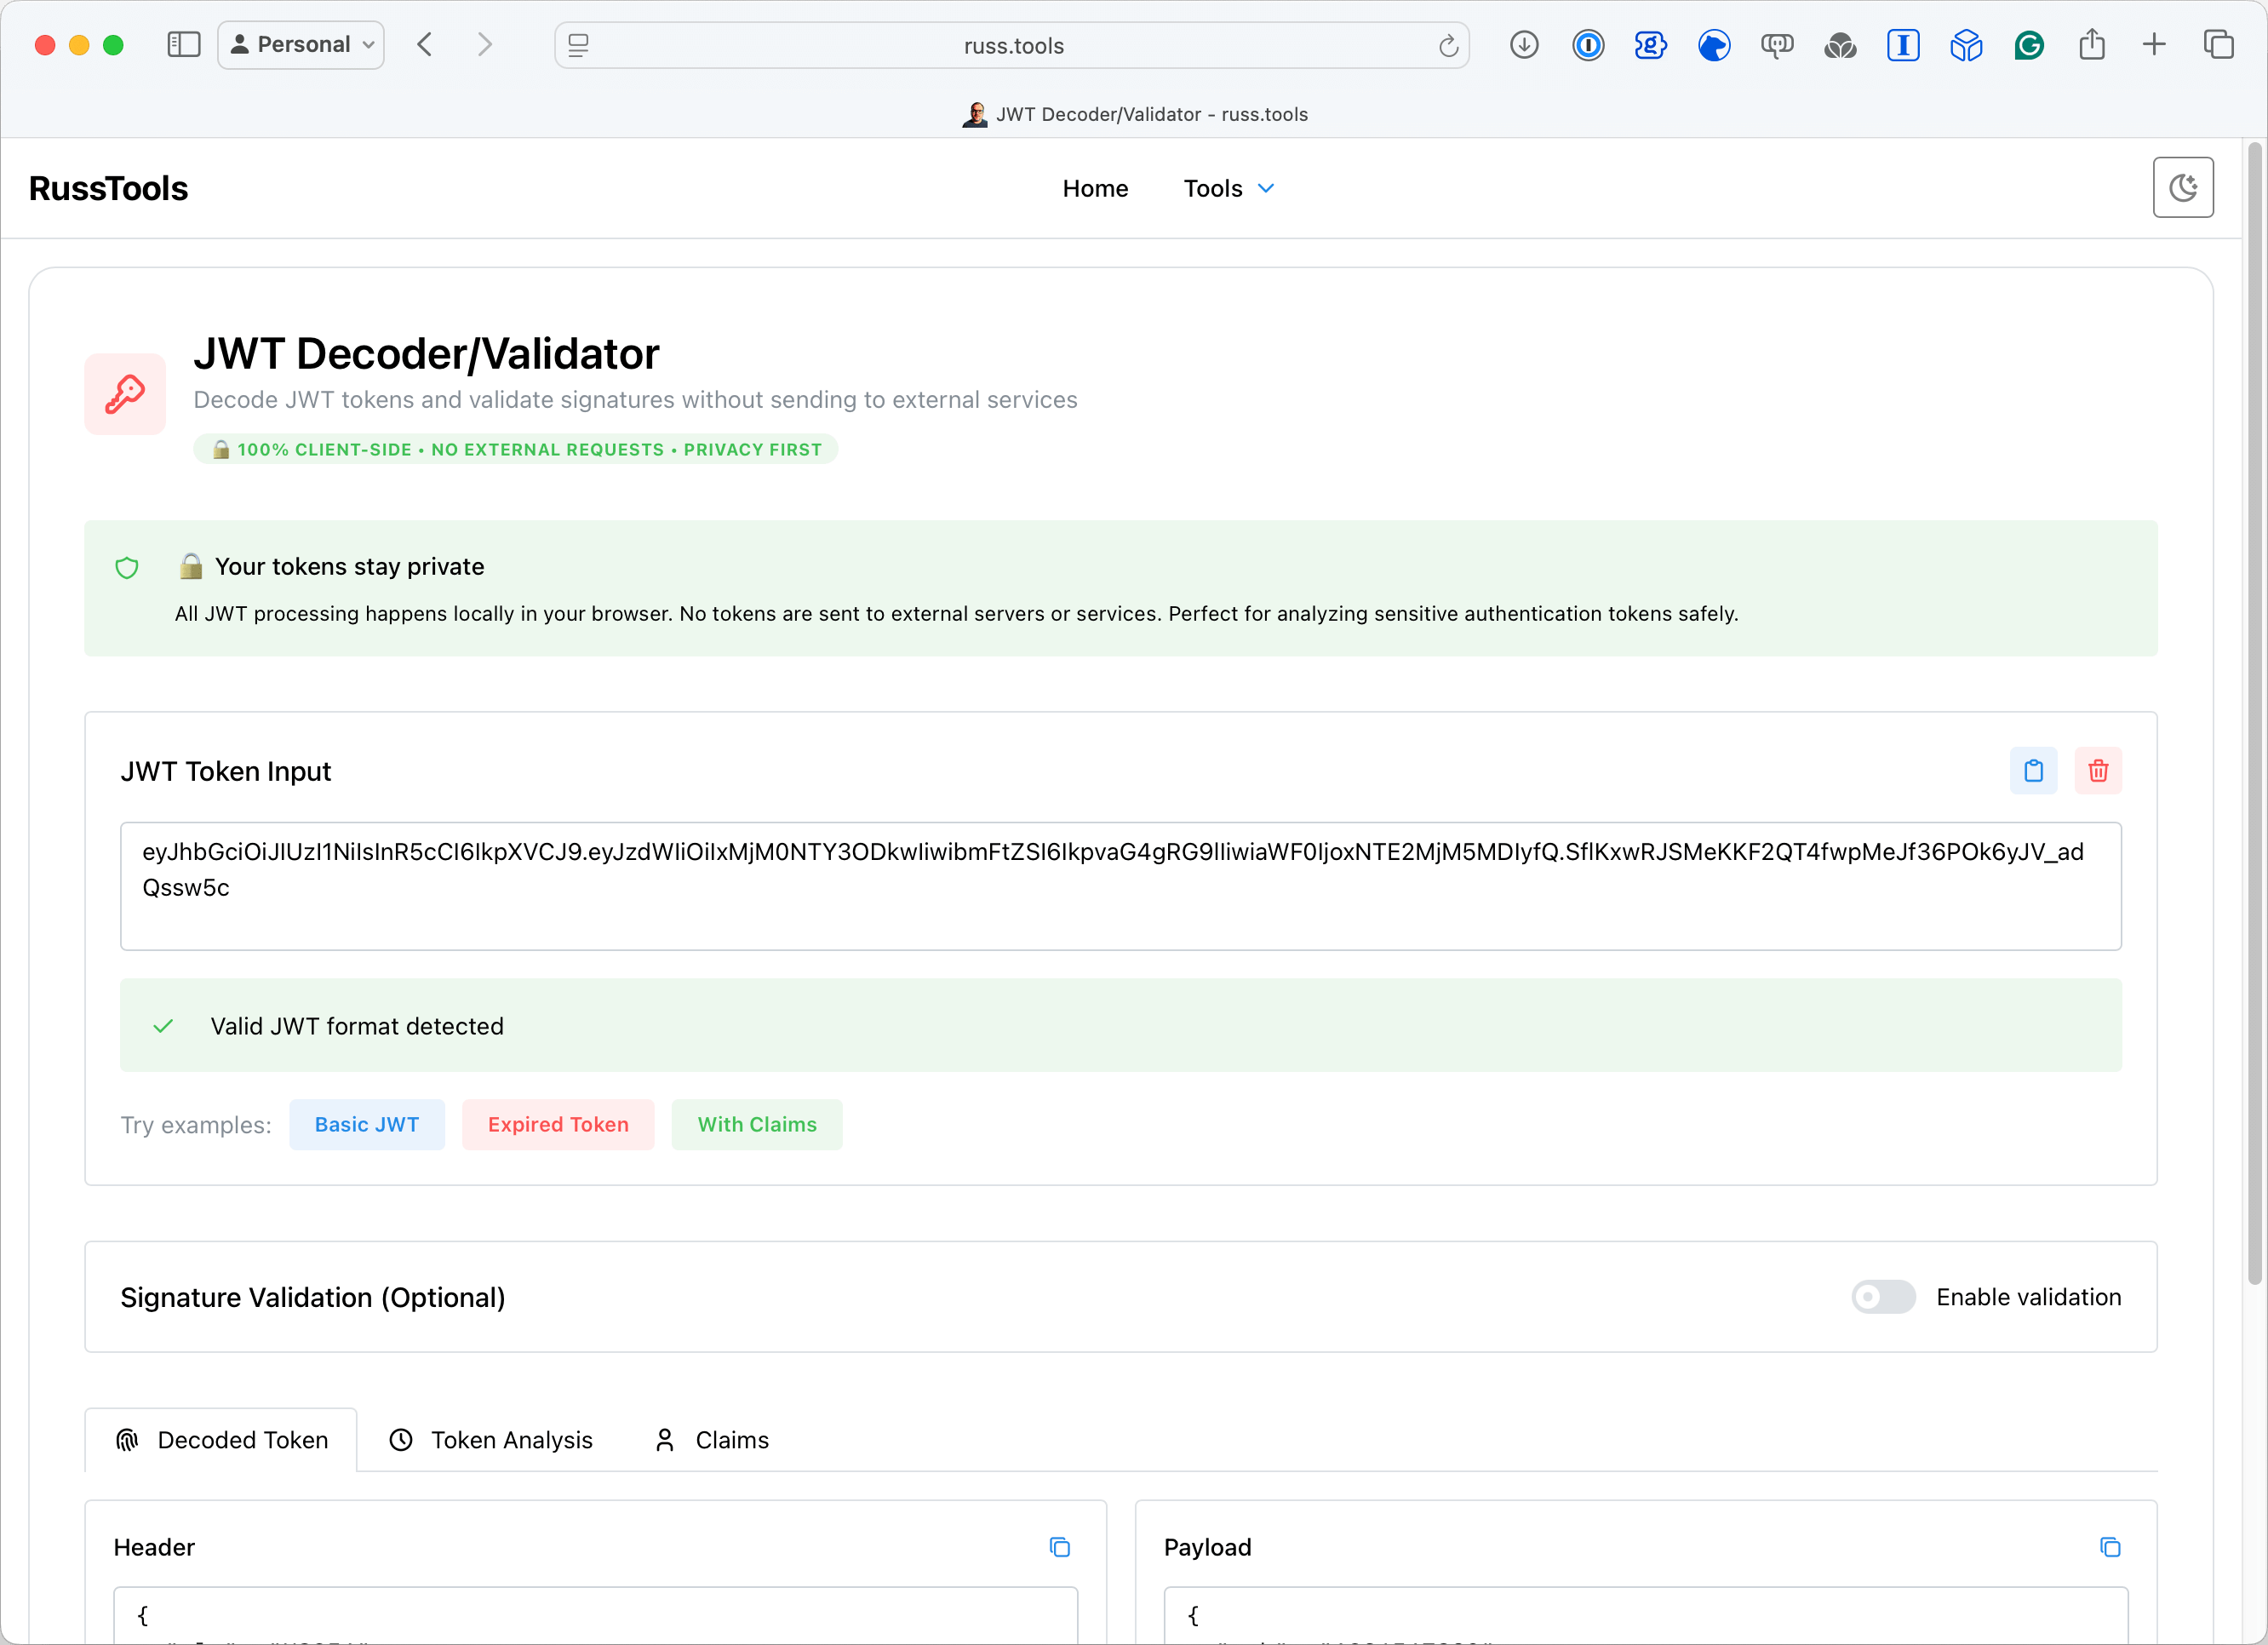 Personal
russ.tools
JWT Decoder/Validator - russ.tools
RussTools
Home
Tools
JWT Decoder/Validator
Decode JWT tokens and validate signatures without sending to external services
🔒 100% CLIENT-SIDE • NO EXTERNAL REQUESTS • PRIVACY FIRST
🔒 Your tokens stay private
All JWT processing happens locally in your browser. No tokens are sent to external servers or services. Perfect for analyzing sensitive authentication tokens safely.
JWT Token Input
eyJhbGciOiJIUzI1NiIsInR5cCI6IkpXVCJ9.eyJzdWIiOiIxMjM0NTY3ODkwIiwibmFtZSI6IkpvaG4gRG9lIiwiaWF0IjoxNTE2MjM5MDIyfQ.SflKxwRJSMeKKF2QT4fwpMeJf36POk6yJV_ad
Qssw5c
Valid JWT format detected
Try examples:
Basic JWT
Expired Token
With Claims
Signature Validation (Optional)
Enable validation
Decoded Token
Token Analysis
Claims
Header
Payload
{
{